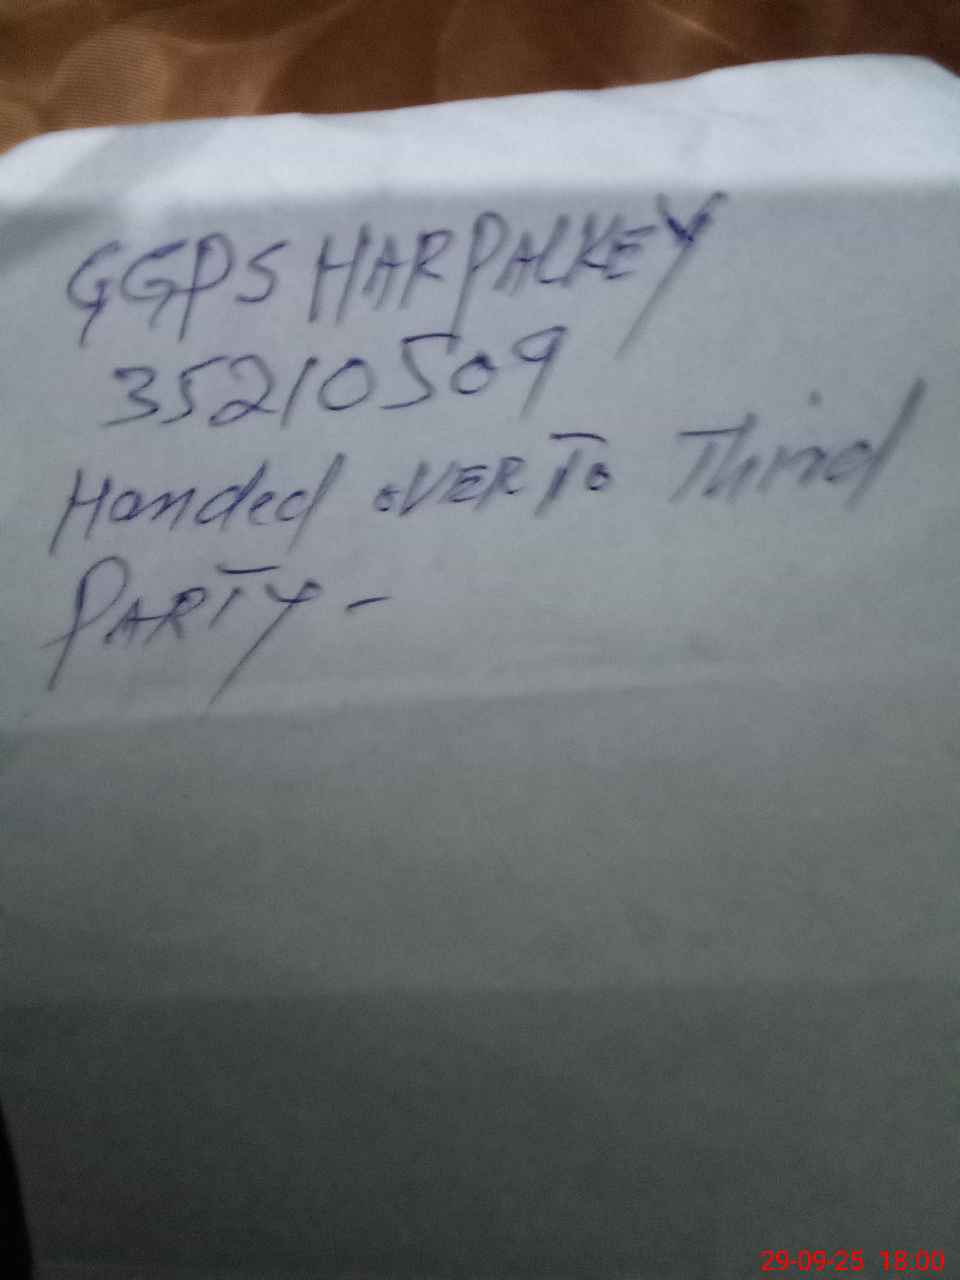 GGPS HARPALKEY
35210509
Handed OVER TO Third
PARTY -
29-09-25 18:00